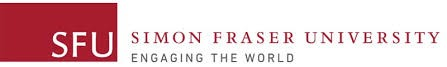 SFU
SIMON FRASER UNIVERSITY
ENGAGING THE WORLD